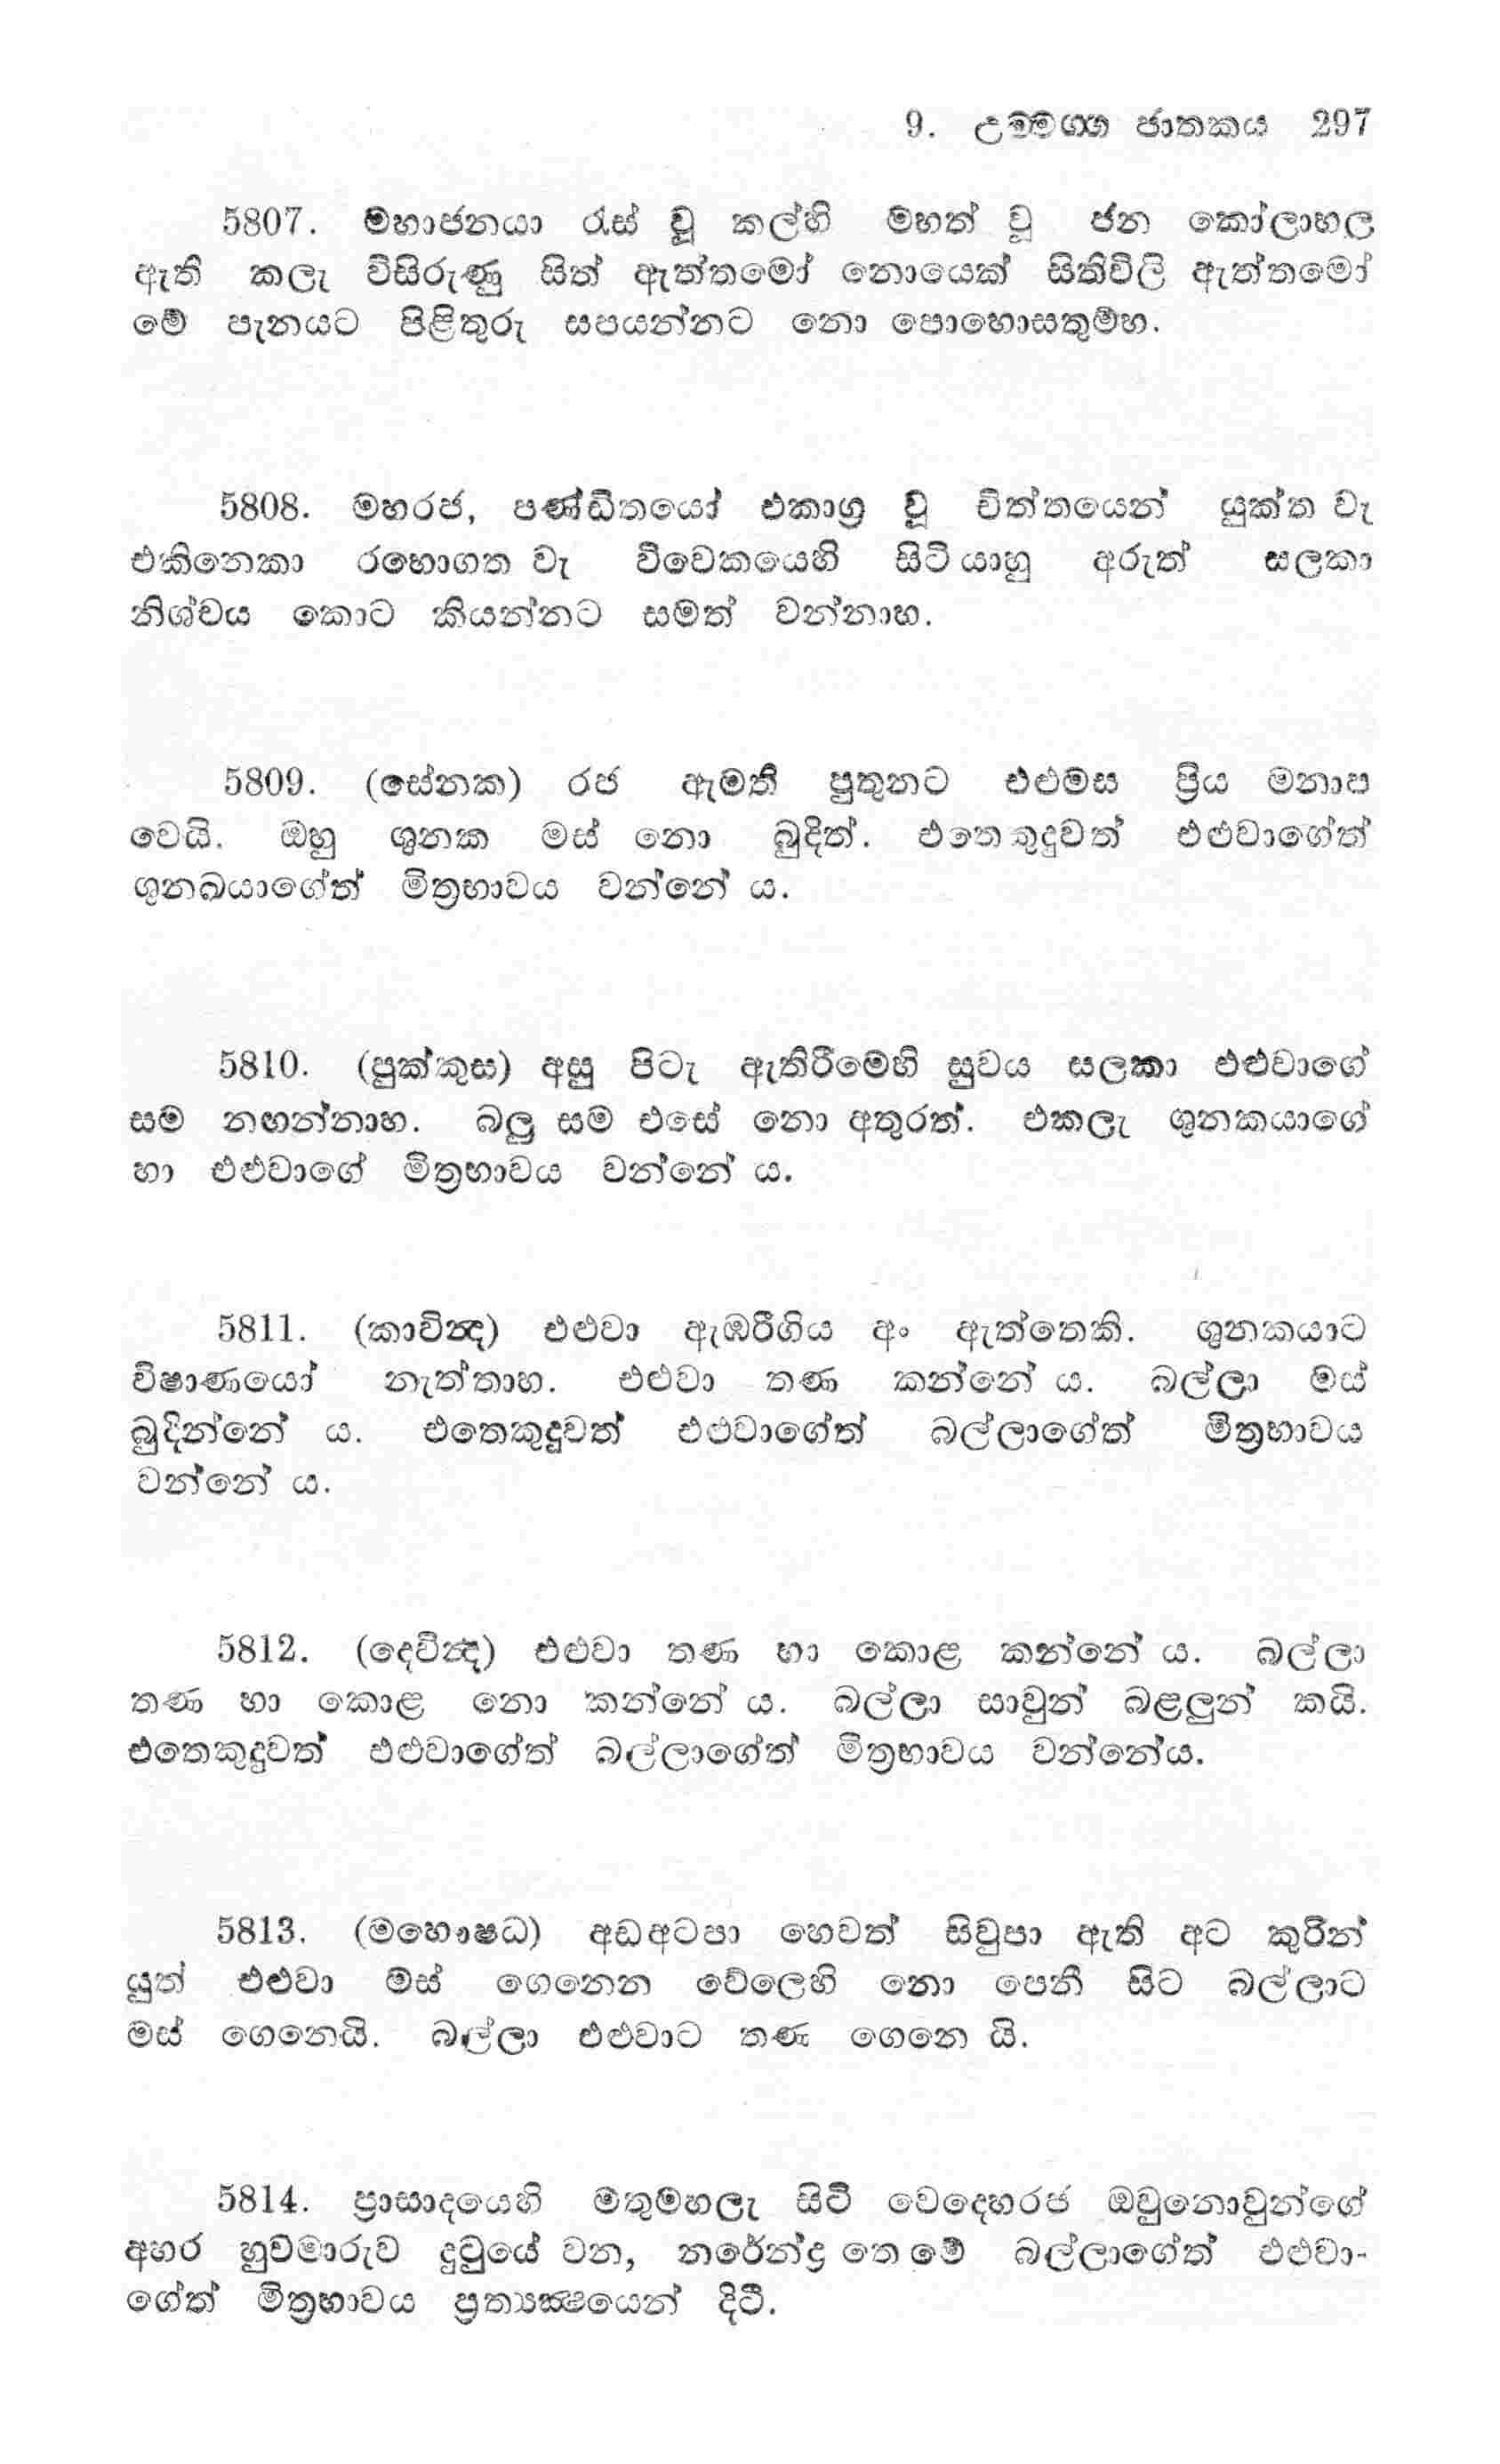 9. උම්මග්ග ජාතකය 297
5807. මහාජනයා රැස් වූ කල්හි මහත් වූ ජන කෝලාහල
ඇති කලැ විසිරුණු සිත් ඇත්තමෝ නොයෙක් සිතිවිලි ඇත්තමෝ
මේ පැනයට පිළිතුරු සපයන්නට නො පොහොසතුම්හ.
5808. මහරජ, පණ්ඩිතයෝ එකාග්‍ර වූ චිත්තයෙන් යුක්ත වැ
එකිනෙකා රහොගත වැ විවෙකයෙහි සිටි යාහු අරුත් සලකා
නිශ්චය කොට කියන්නට සමත් වන්නාහ.
5809. (සේනක) රජ ඇමති පුතුනට එළුමස ප්‍රිය මනාප
වෙයි. ඔහු ශුනක මස් නො බුදිත්. එතෙකුදුවත් එළුවාගේත්
ශුනඛයාගේත් මිත්‍රභාවය වන්නේ ය.
5810. (පුක්කුස) අසු පිටැ ඇතිරීමෙහි සුවය සලකා එළුවාගේ
සම නඟන්නාහ. බලු සම එසේ නො අතුරත්. එකලැ ශුනකයාගේ
හා එළුවාගේ මිත්‍රභාවය වන්නේ ය.
5811. (කාවින්‍ද) එළුවා ඇඹරීගිය අං ඇත්තෙකි. ශුනකයාට
විෂාණයෝ නැත්තාහ. එළුවා තණ කන්නේ ය. බල්ලා මස්
බුදින්නේ ය. එතෙකුදුවත් එළුවාගේත් බල්ලාගේත් මිත්‍රභාවය
වන්නේ ය.
5812. (දෙවින්‍ද) එළුවා තණ හා කොළ කන්නේ ය. බල්ලා
තණ හා කොළ නො කන්නේ ය. බල්ලා සාවුන් බළලුන් කයි.
එතෙකුදුවත් එළුවාගේත් බල්ලාගේත් මිත්‍රභාවය වන්නේය.
5813. (මහෞෂධ) අඩඅටපා හෙවත් සිවුපා ඇති අට කුරින්
යුත් එළුවා මස් ගෙනෙන වේලෙහි නො පෙනී සිට බල්ලාට
මස් ගෙනෙයි. බල්ලා එළුවාට තණ ගෙනෙ යි.
5814. ප්‍රාසාදයෙහි මතුමහලැ සිටි වෙදෙහරජ ඔවුනොවුන්ගේ
අහර හුවමාරුව දුටුයේ වන, නරේන්ද්‍ර තෙ මේ බල්ලාගේත් එළුවා-
ගේත් මිත්‍රභාවය ප්‍රත්‍යක්‍ෂයෙන් දිටී.